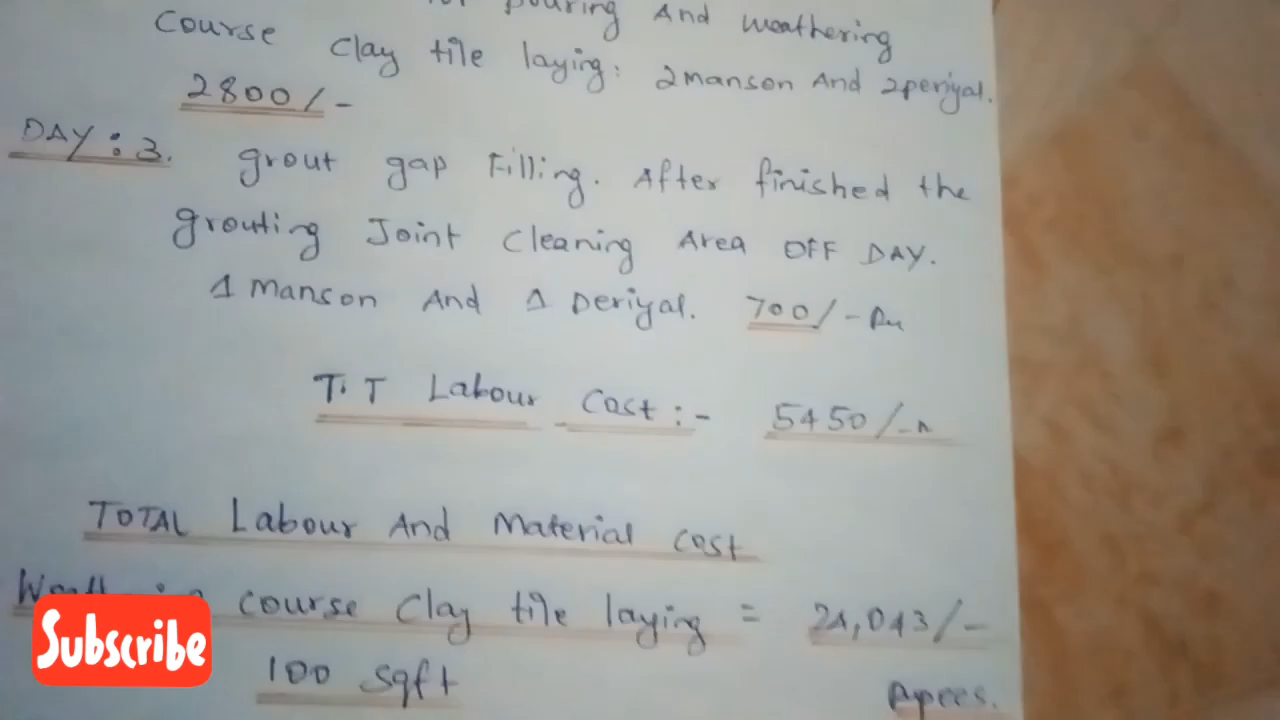 pouring And weathering
course clay tile laying: 2manson And 2periyal.
2800/-
DAY: 3. grout gap Filling. After finished the
grouting Joint cleaning Area OFF DAY.
1 manson And 1 Deriyal. 700/-
T.T Labour cost:- 5450/-
TOTAL Labour And material cost
course clay tile laying = 21,043/-
100 sqft
Subscribe